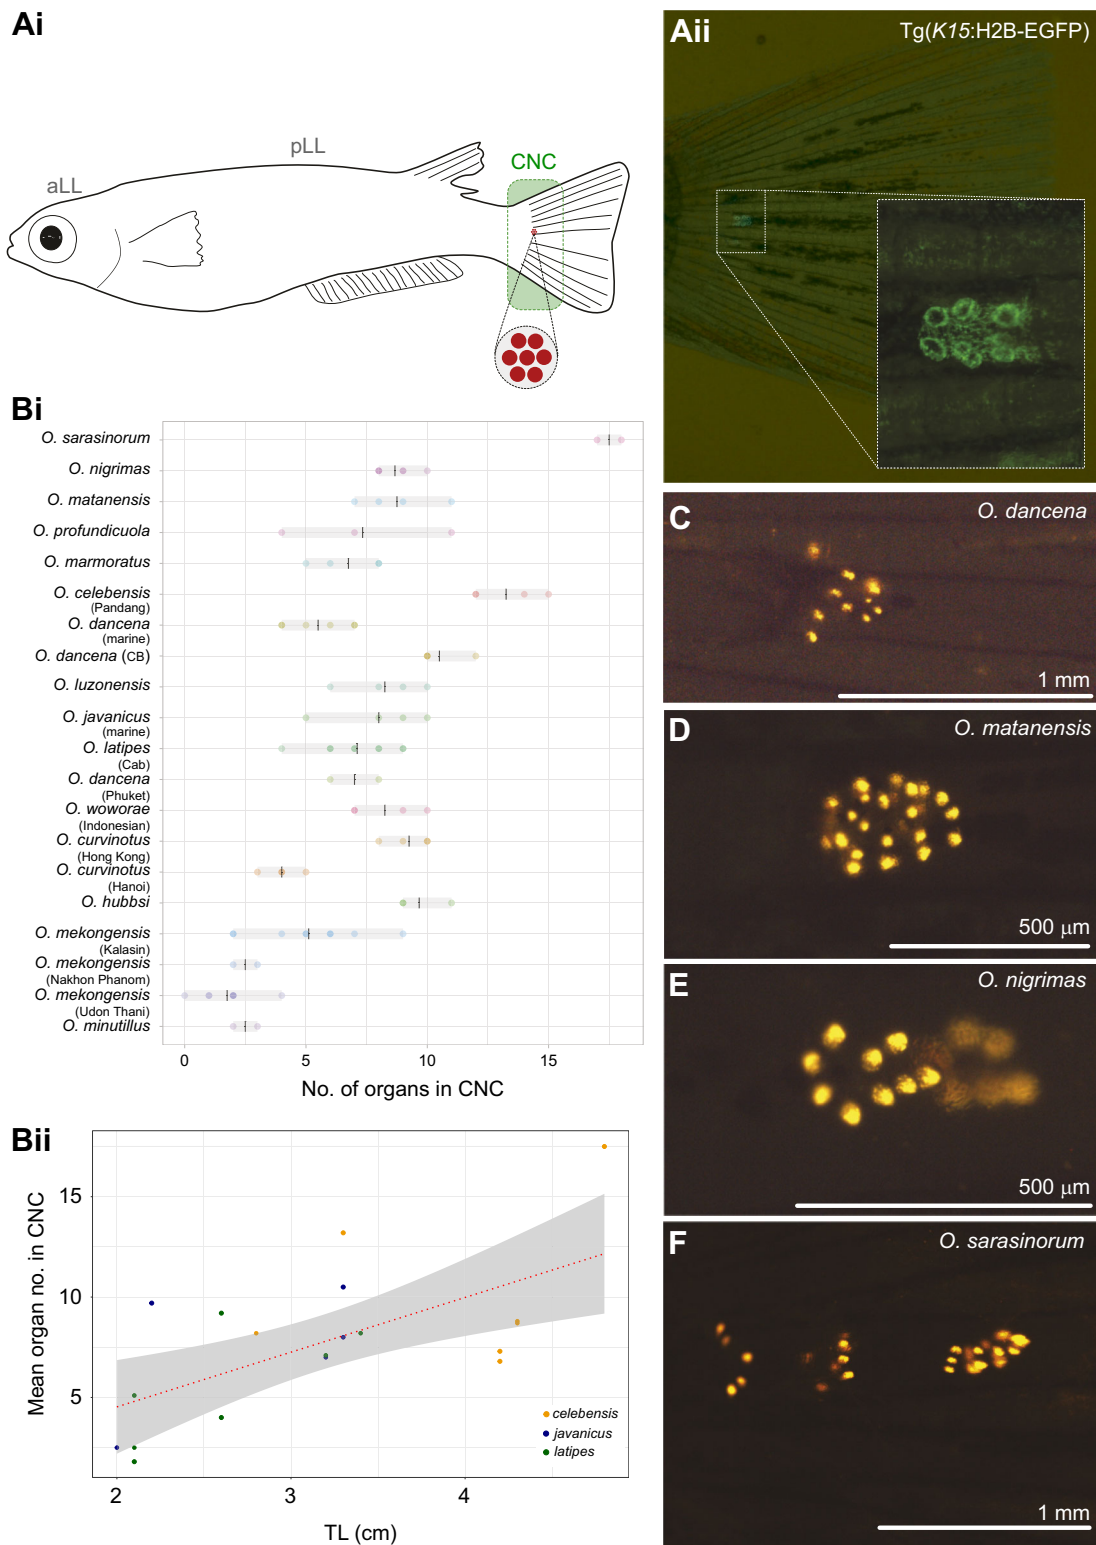 Ai
aLL
pLL
CNC
Aii
Tg(K15:H2B-EGFP)
Bi
O. sarasinorum
O. nigrimas
O. matanensis
O. profundicuola
O. marmoratus
O. celebensis
(Pandang)
O. dancena
(marine)
O. dancena (CB)
O. luzonensis
O. javanicus
(marine)
O. latipes
(Cab)
O. dancena
(Phuket)
O. woworae
(Indonesian)
O. curvinotus
(Hong Kong)
O. curvinotus
(Hanoi)
O. hubbsi
O. mekongensis
(Kalasin)
O. mekongensis
(Nakhon Phanom)
O. mekongensis
(Udon Thani)
O. minutillus
0 5 10 15
No. of organs in CNC
Bii
Mean organ no. in CNC
15
10
5
celebensis
javanicus
latipes
2 3 4
TL (cm)
C
O. dancena
1 mm
D
O. matanensis
500 μm
E
O. nigrimas
500 μm
F
O. sarasinorum
1 mm